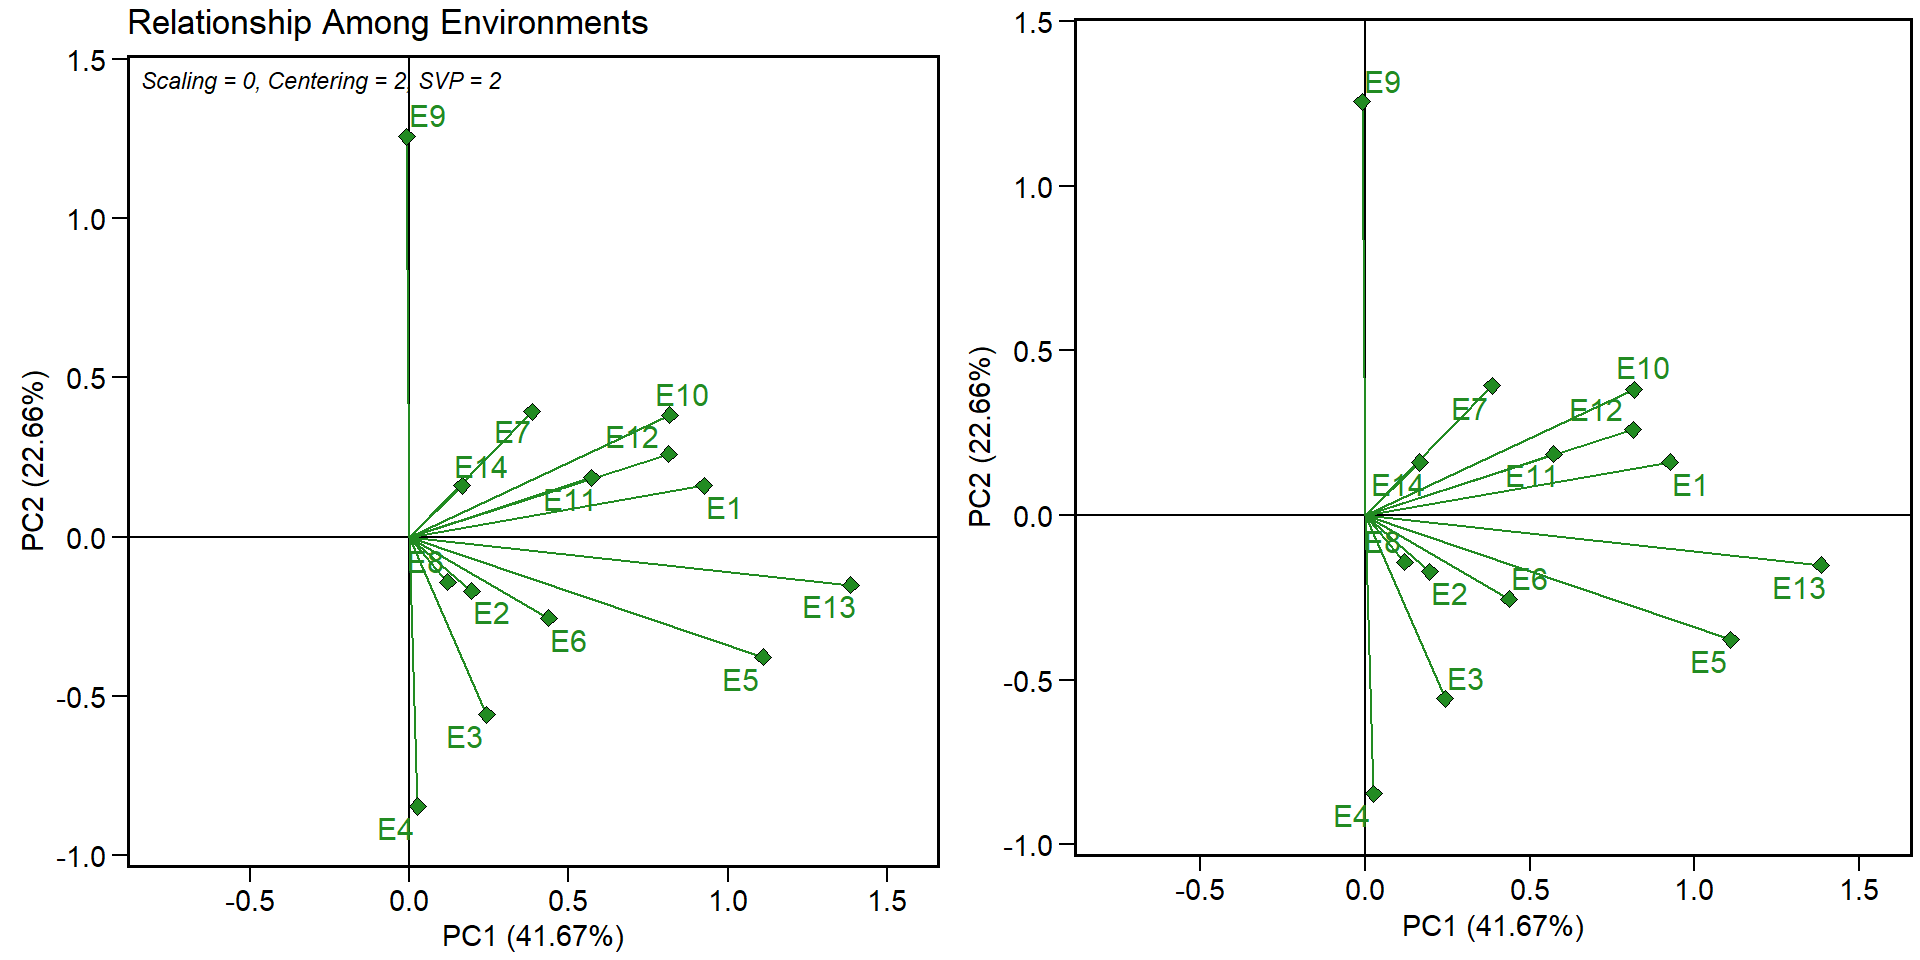 Relationship Among Environments
Scaling = 0, Centering = 2, SVP = 2
1.5
1.0
0.5
0.0
-0.5
-1.0
PC2 (22.66%)
E9
E10
E7
E12
E14
E11
E1
E8
E2
E13
E6
E5
E3
E4
-0.5
0.0
0.5
1.0
1.5
PC1 (41.67%)
1.5
1.0
0.5
0.0
-0.5
-1.0
PC2 (22.66%)
E9
E10
E7
E12
E11
E14
E1
E8
E6
E2
E13
E5
E3
E4
-0.5
0.0
0.5
1.0
1.5
PC1 (41.67%)